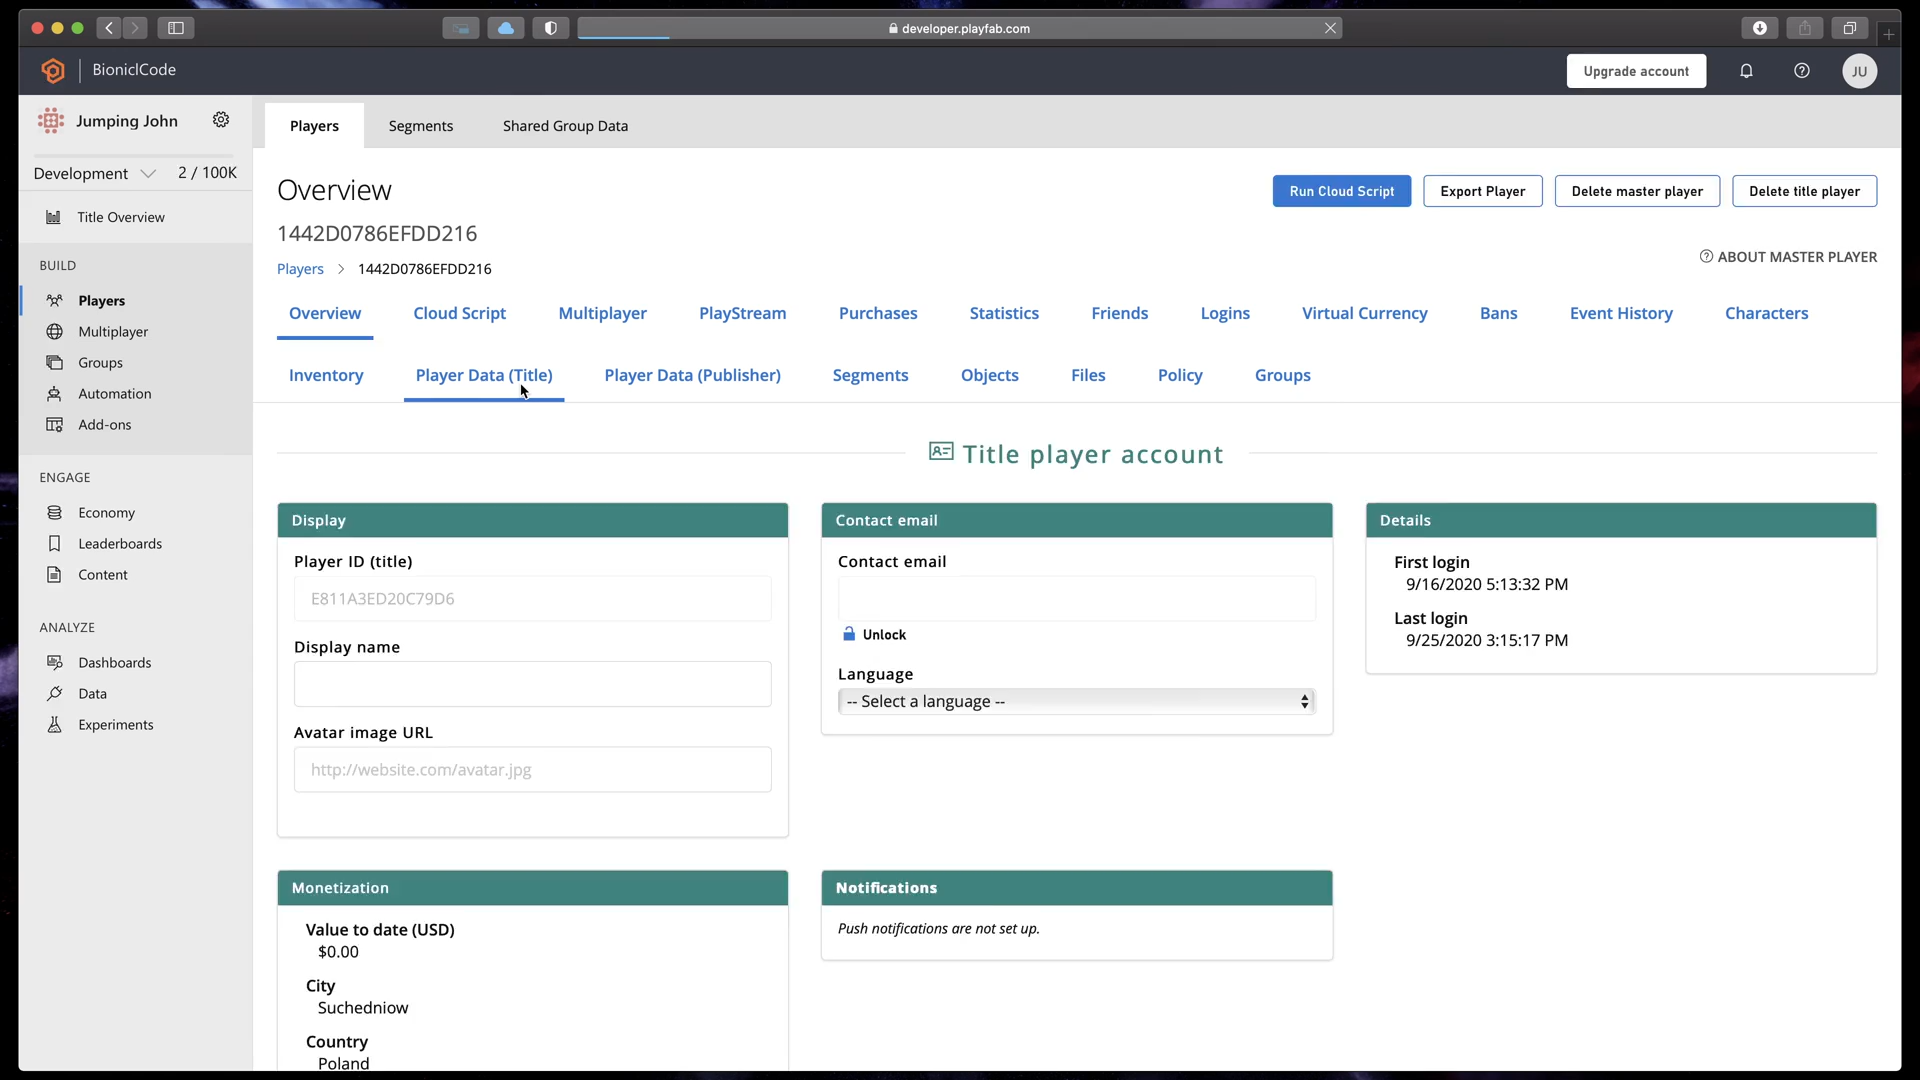 developer.playfab.com
BioniclCode
Upgrade account
JU
Jumping John
Players
Segments
Shared Group Data
Development
2 / 100K
Title Overview
BUILD
Players
Multiplayer
Groups
Automation
Add-ons
ENGAGE
Economy
Leaderboards
Content
ANALYZE
Dashboards
Data
Experiments
Overview
Run Cloud Script
Export Player
Delete master player
Delete title player
1442D0786EFDD216
Players > 1442D0786EFDD216
ABOUT MASTER PLAYER
Overview
Cloud Script
Multiplayer
PlayStream
Purchases
Statistics
Friends
Logins
Virtual Currency
Bans
Event History
Characters
Inventory
Player Data (Title)
Player Data (Publisher)
Segments
Objects
Files
Policy
Groups
Title player account
Display
Player ID (title)
E811A3ED20C79D6
Display name
Avatar image URL
http://website.com/avatar.jpg
Contact email
Contact email
Unlock
Language
-- Select a language --
Details
First login
9/16/2020 5:13:32 PM
Last login
9/25/2020 3:15:17 PM
Monetization
Value to date (USD)
$0.00
City
Suchedniow
Country
Poland
Notifications
Push notifications are not set up.